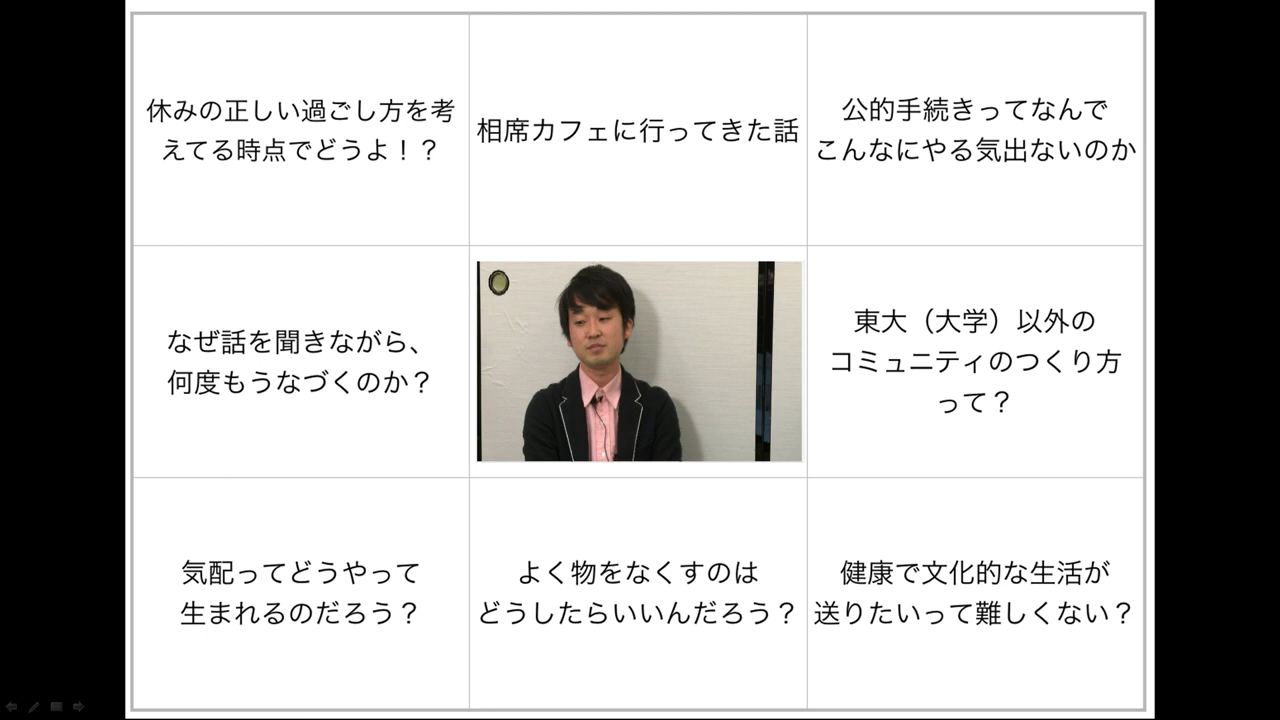 休みの正しい過ごし方を考
えてる時点でどうよ！？
相席カフェに行ってきた話
公的手続きってなんで
こんなにやる気出ないのか
なぜ話を聞きながら、
何度もうなづくのか？
東大（大学）以外の
コミュニティのつくり方
って？
気配ってどうやって
生まれるのだろう？
よく物をなくすのは
どうしたらいいんだろう？
健康で文化的な生活が
送りたいって難しくない？